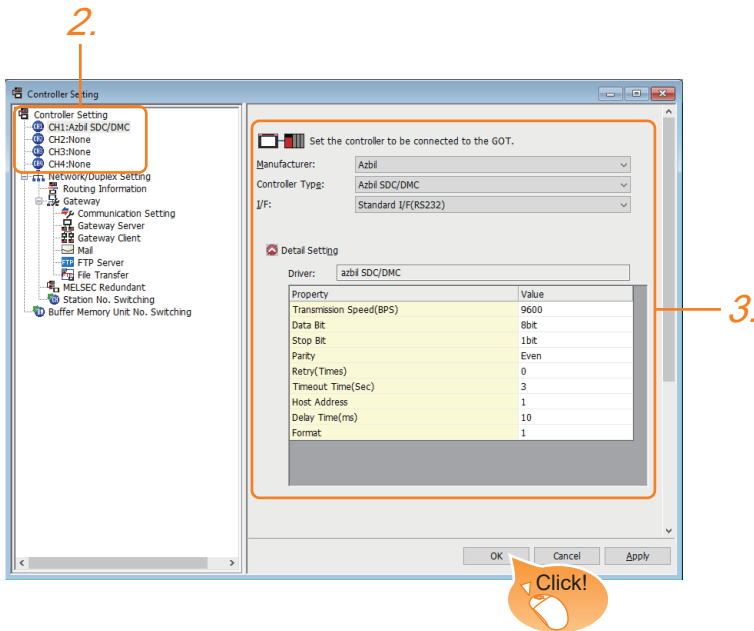 2.
Controller Setting
Controller Setting
CH1:Azbil SDC/DMC
CH2:None
CH3:None
CH4:None
Network/Duplex Setting
Routing Information
Gateway
Communication Setting
Gateway Server
Gateway Client
Mail
FTP FTP Server
File Transfer
MELSEC Redundant
Station No. Switching
Buffer Memory Unit No. Switching
Set the controller to be connected to the GOT.
Manufacturer: Azbil
Controller Type: Azbil SDC/DMC
I/F: Standard I/F(RS232)
Detail Setting
Driver: azbil SDC/DMC
Property Value
Transmission Speed(BPS) 9600
Data Bit 8bit
Stop Bit 1bit
Parity Even
Retry(Times) 0
Timeout Time(Sec) 3
Host Address 1
Delay Time(ms) 10
Format 1
3.
OK Cancel Apply
Click!